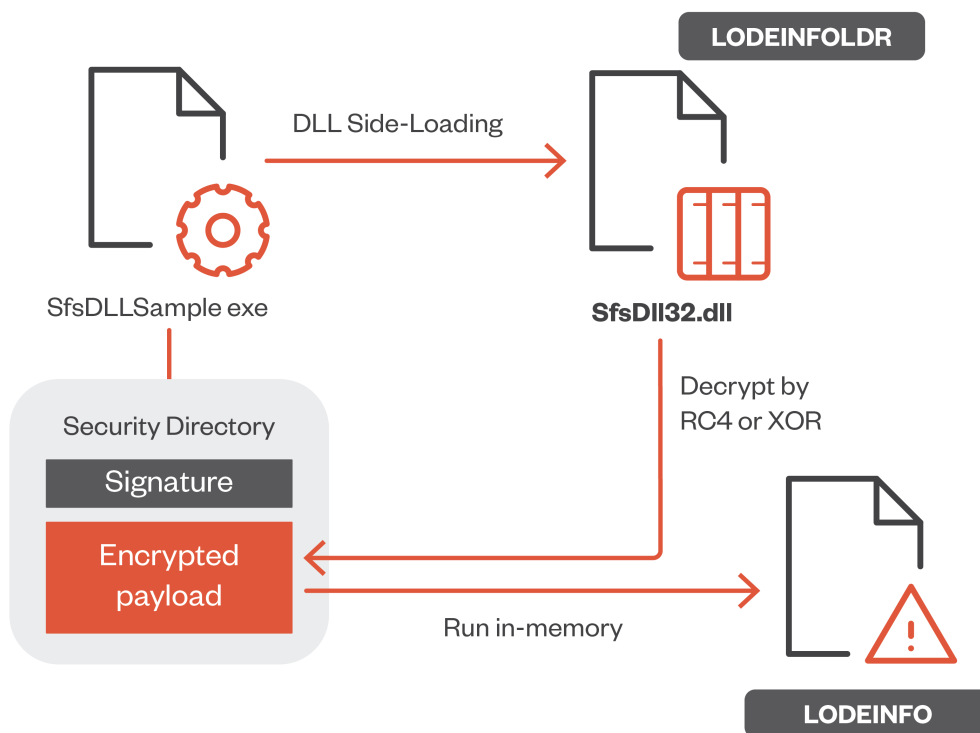 LODEINFOLDR
DLL Side-Loading
SfsDLLSample exe
SfsDll32.dll
Decrypt by
RC4 or XOR
Security Directory
Signature
Encrypted
payload
Run in-memory
LODEINFO